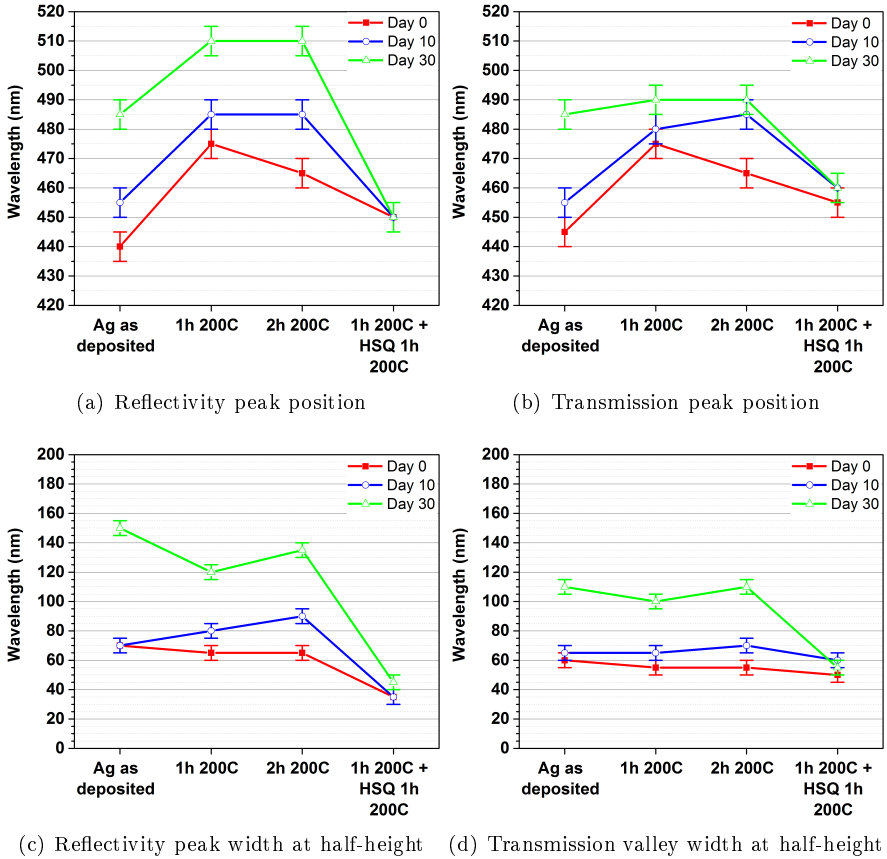 520
510
500
490
480
470
460
450
440
430
420
Wavelength (nm)
Day 0
Day 10
Day 30
Ag as deposited
1h 200C
2h 200C
1h 200C +
HSQ 1h
200C
(a) Reflectivity peak position
520
510
500
490
480
470
460
450
440
430
420
Wavelength (nm)
Day 0
Day 10
Day 30
Ag as
deposited
1h 200C
2h 200C
1h 200C +
HSQ 1h
200C
(b) Transmission peak position
200
180
160
140
120
100
80
60
40
20
0
Wavelength (nm)
Day 0
Day 10
Day 30
Ag as
deposited
1h 200C
2h 200C
1h 200C +
HSQ 1h
200C
(c) Reflectivity peak width at half-height
200
180
160
140
120
100
80
60
40
20
0
Wavelength (nm)
Day 0
Day 10
Day 30
Ag as
deposited
1h 200C
2h 200C
1h 200C +
HSQ 1h
200C
(d) Transmission valley width at half-height